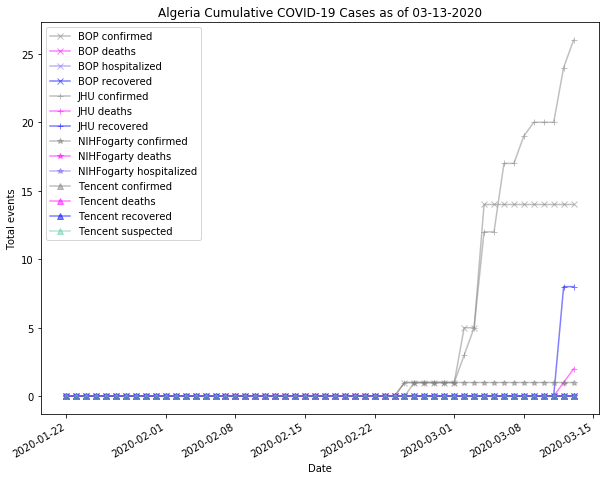 Algeria Cumulative COVID-19 Cases as of 03-13-2020
BOP confirmed
BOP deaths
BOP hospitalized
BOP recovered
JHU confirmed
JHU deaths
JHU recovered
NIHFogarty confirmed
NIHFogarty deaths
NIHFogarty hospitalized
Tencent confirmed
Tencent deaths
Tencent recovered
Tencent suspected
Total events
25
20
15
10
5
0
2020-01-22
2020-02-01
2020-02-08
2020-02-15
2020-02-22
2020-03-01
2020-03-08
2020-03-15
Date